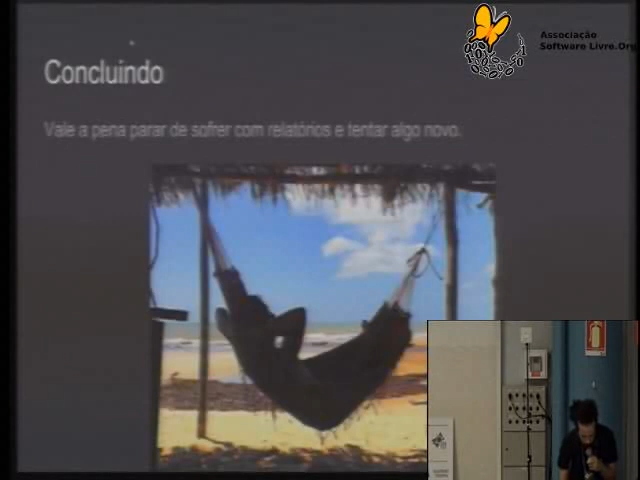 Associação
Software Livre.Org
Concluindo
Vale a pena parar de sofrer com relatórios e tentar algo novo.